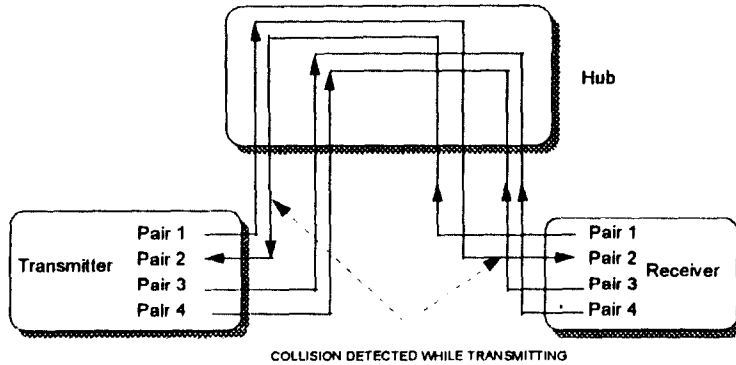 Hub
Transmitter
Pair 1
Pair 2
Pair 3
Pair 4
Pair 1
Pair 2
Pair 3
Pair 4
Receiver
COLLISION DETECTED WHILE TRANSMITTING